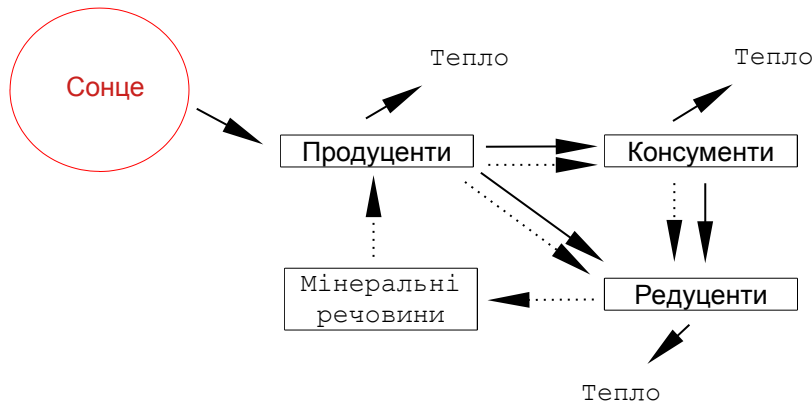 Сонце
Тепло
Тепло
Продуценти
Консументи
Мінеральні
речовини
Редуценти
Тепло